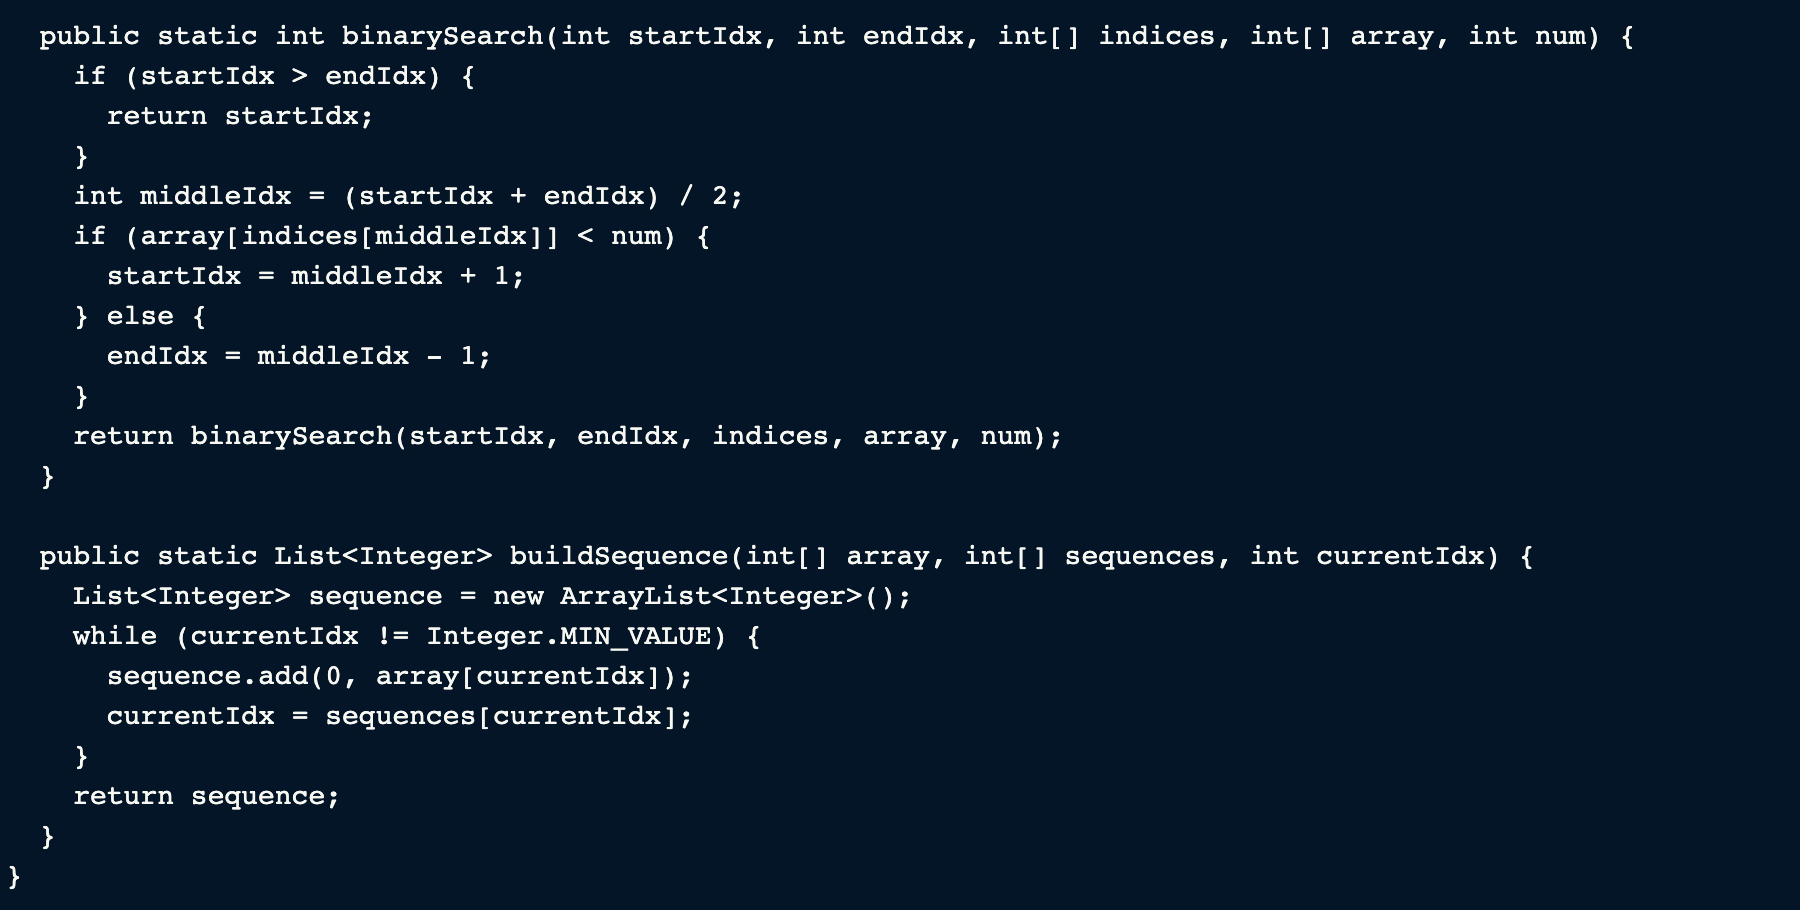 public static int binarySearch(int startIdx, int endIdx, int[] indices, int[] array, int num) {
if (startIdx > endIdx) {
return startIdx;
}
int middleIdx = (startIdx + endIdx) / 2;
if (array[indices[middleIdx]] < num) {
startIdx = middleIdx + 1;
} else {
endIdx = middleIdx - 1;
}
return binarySearch(startIdx, endIdx, indices, array, num);
}
public static List<Integer> buildSequence(int[] array, int[] sequences, int currentIdx) {
List<Integer> sequence = new ArrayList<Integer>();
while (currentIdx != Integer.MIN_VALUE) {
sequence.add(0, array[currentIdx]);
currentIdx = sequences[currentIdx];
}
return sequence;
}
}